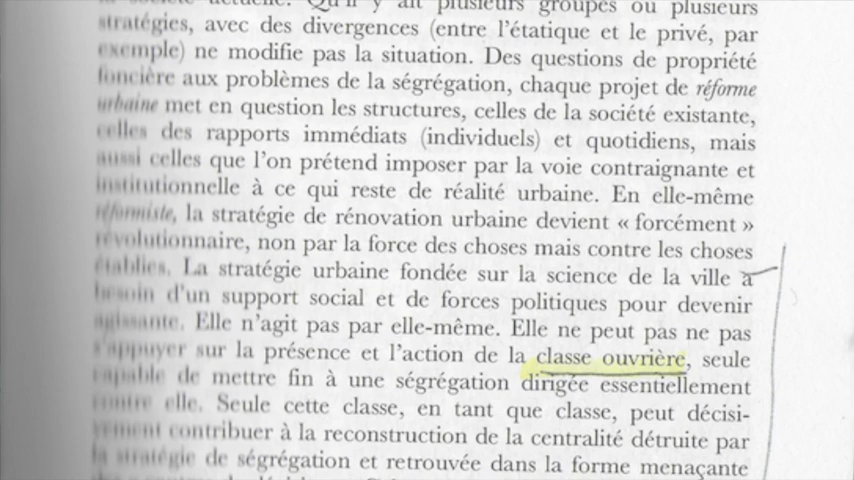 société actuelle. Qu'il y ait plusieurs groupes ou plusieurs
stratégies, avec des divergences (entre l'étatique et le privé, par
exemple) ne modifie pas la situation. Des questions de propriété
foncière aux problèmes de la ségrégation, chaque projet de réforme
urbaine met en question les structures, celles de la société existante,
celles des rapports immédiats (individuels) et quotidiens, mais
aussi celles que l'on prétend imposer par la voie contraignante et
institutionnelle à ce qui reste de réalité urbaine. En elle-même
réformiste, la stratégie de rénovation urbaine devient « forcément »
révolutionnaire, non par la force des choses mais contre les choses
établies. La stratégie urbaine fondée sur la science de la ville a
besoin d'un support social et de forces politiques pour devenir
agissante. Elle n'agit pas par elle-même. Elle ne peut pas ne pas
s'appuyer sur la présence et l'action de la classe ouvrière, seule
capable de mettre fin à une ségrégation dirigée essentiellement
contre elle. Seule cette classe, en tant que classe, peut décisi-
vement contribuer à la reconstruction de la centralité détruite par
la stratégie de ségrégation et retrouvée dans la forme menaçante